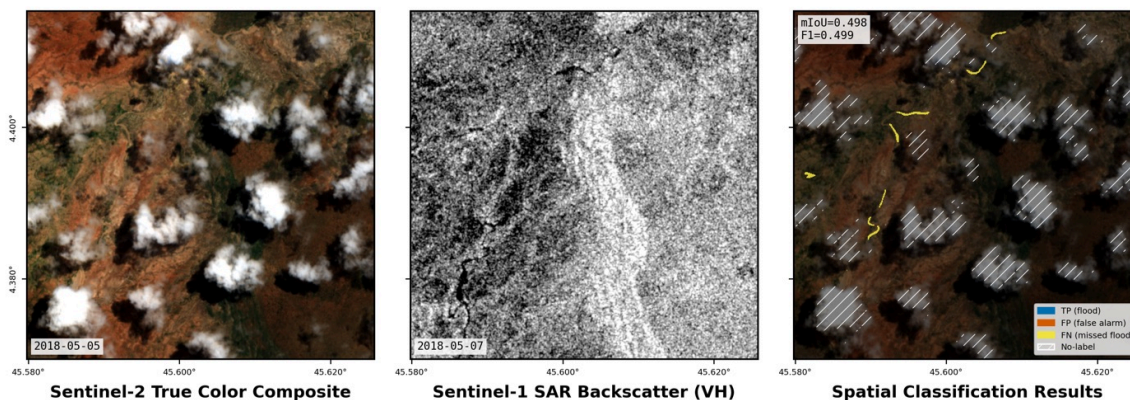 mIoU=0.498
F1=0.499
4.400°
4.380°
2018-05-05
2018-05-07
TP (flood)
FP (false alarm)
FN (missed flood)
No-label
45.580°
45.600°
45.620°
45.580°
45.600°
45.620°
45.580°
45.600°
45.620°
Sentinel-2 True Color Composite
Sentinel-1 SAR Backscatter (VH)
Spatial Classification Results